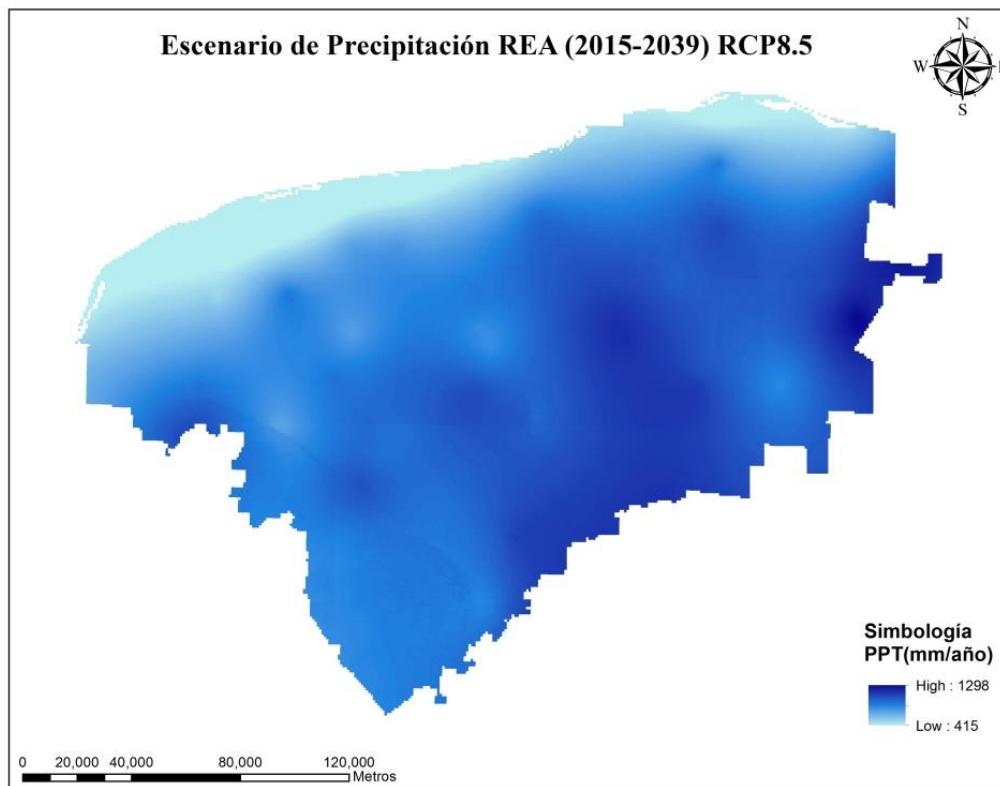 Escenario de Precipitación REA (2015-2039) RCP8.5
N
W
S
Simbología
PPT(mm/año)
High : 1298
Low : 415
0 20,000 40,000 80,000 120,000
Metros